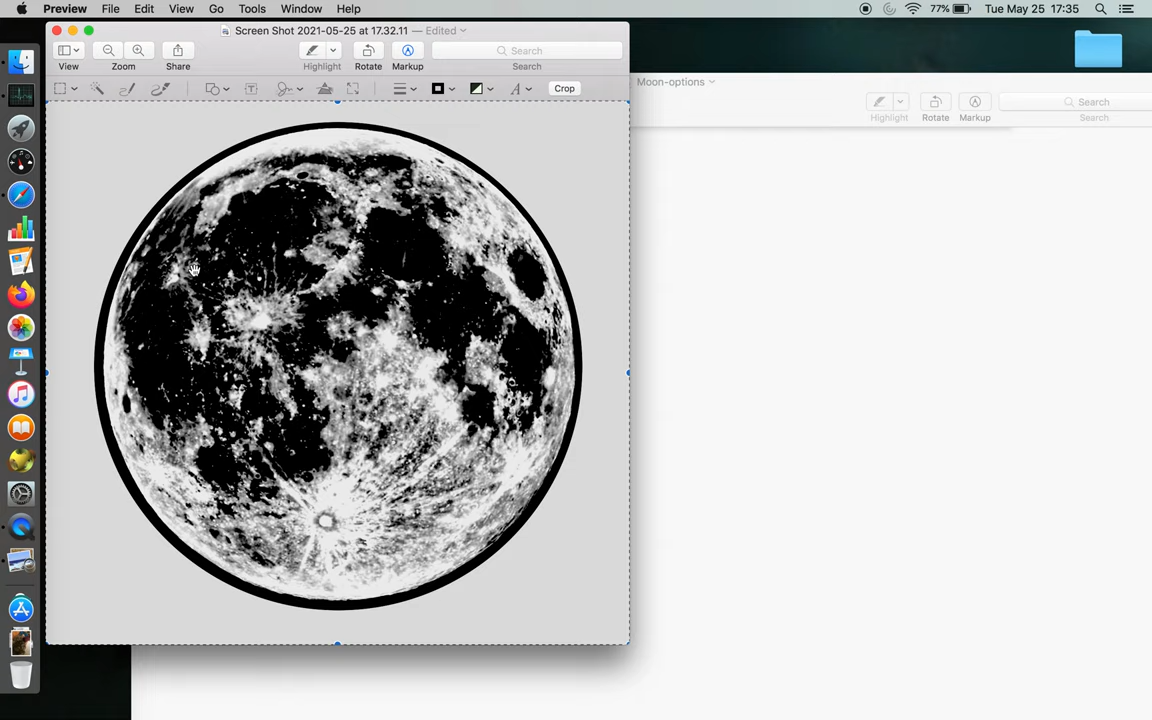 Preview File Edit View Go Tools Window Help 77% Tue May 25 17:35
Screen Shot 2021-05-25 at 17.32.11 — Edited
Search
View Zoom Share Highlight Rotate Markup Search
A Crop
Moon-options
Search
Highlight Rotate Markup Search